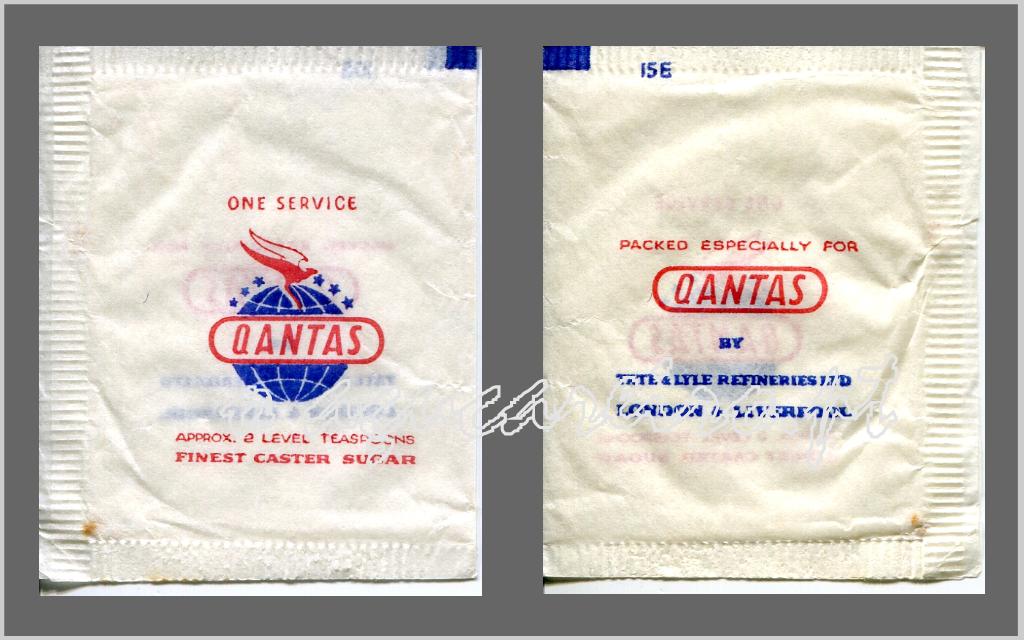 ONE SERVICE
QANTAS
APPROX. 2 LEVEL TEASPOONS
FINEST CASTER SUGAR
15E
PACKED ESPECIALLY FOR
QANTAS
BY
TATE & LYLE REFINERIES LTD
LONDON & LIVERPOOL